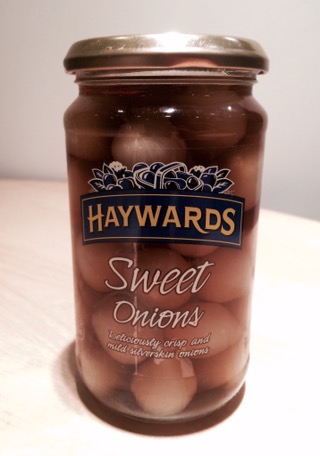 HAYWARDS
Sweet
Onions
Deliciously crisp and
mild silverskin onions